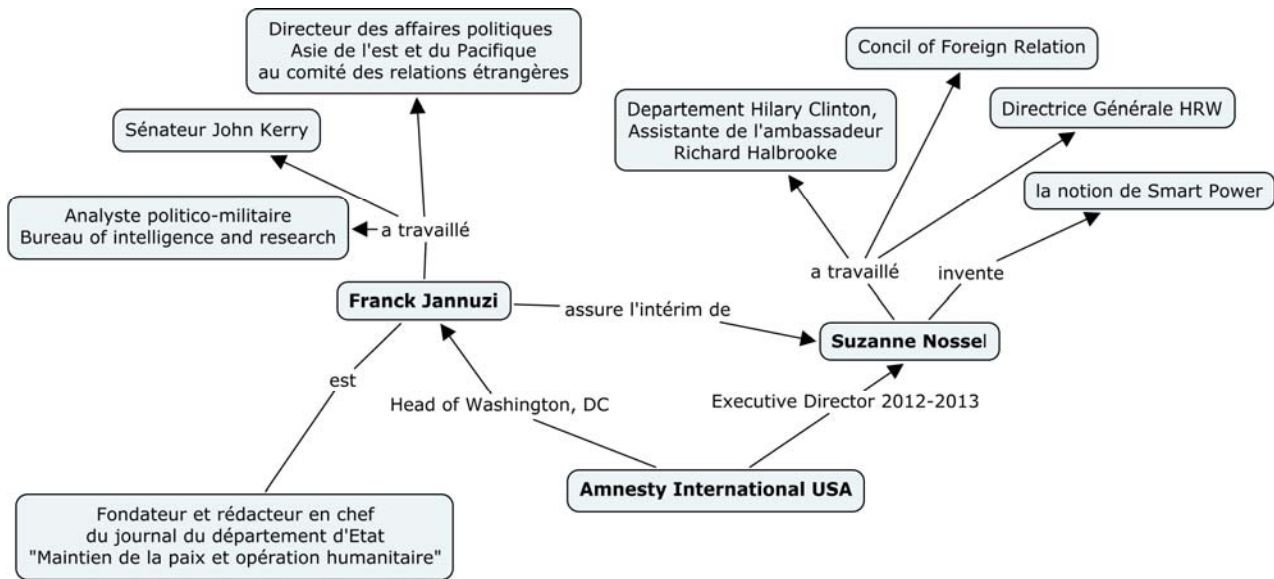 Directeur des affaires politiques
Asie de l'est et du Pacifique
au comité des relations étrangères
Concil of Foreign Relation
Departement Hilary Clinton,
Assistante de l'ambassadeur
Richard Halbrooke
Directrice Générale HRW
Sénateur John Kerry
la notion de Smart Power
Analyste politico-militaire
Bureau of intelligence and research
a travaillé
a travaillé
invente
Franck Jannuzi
assure l'intérim de
Suzanne Nossel
est
Head of Washington, DC
Executive Director 2012-2013
Amnesty International USA
Fondateur et rédacteur en chef
du journal du département d'Etat
"Maintien de la paix et opération humanitaire"